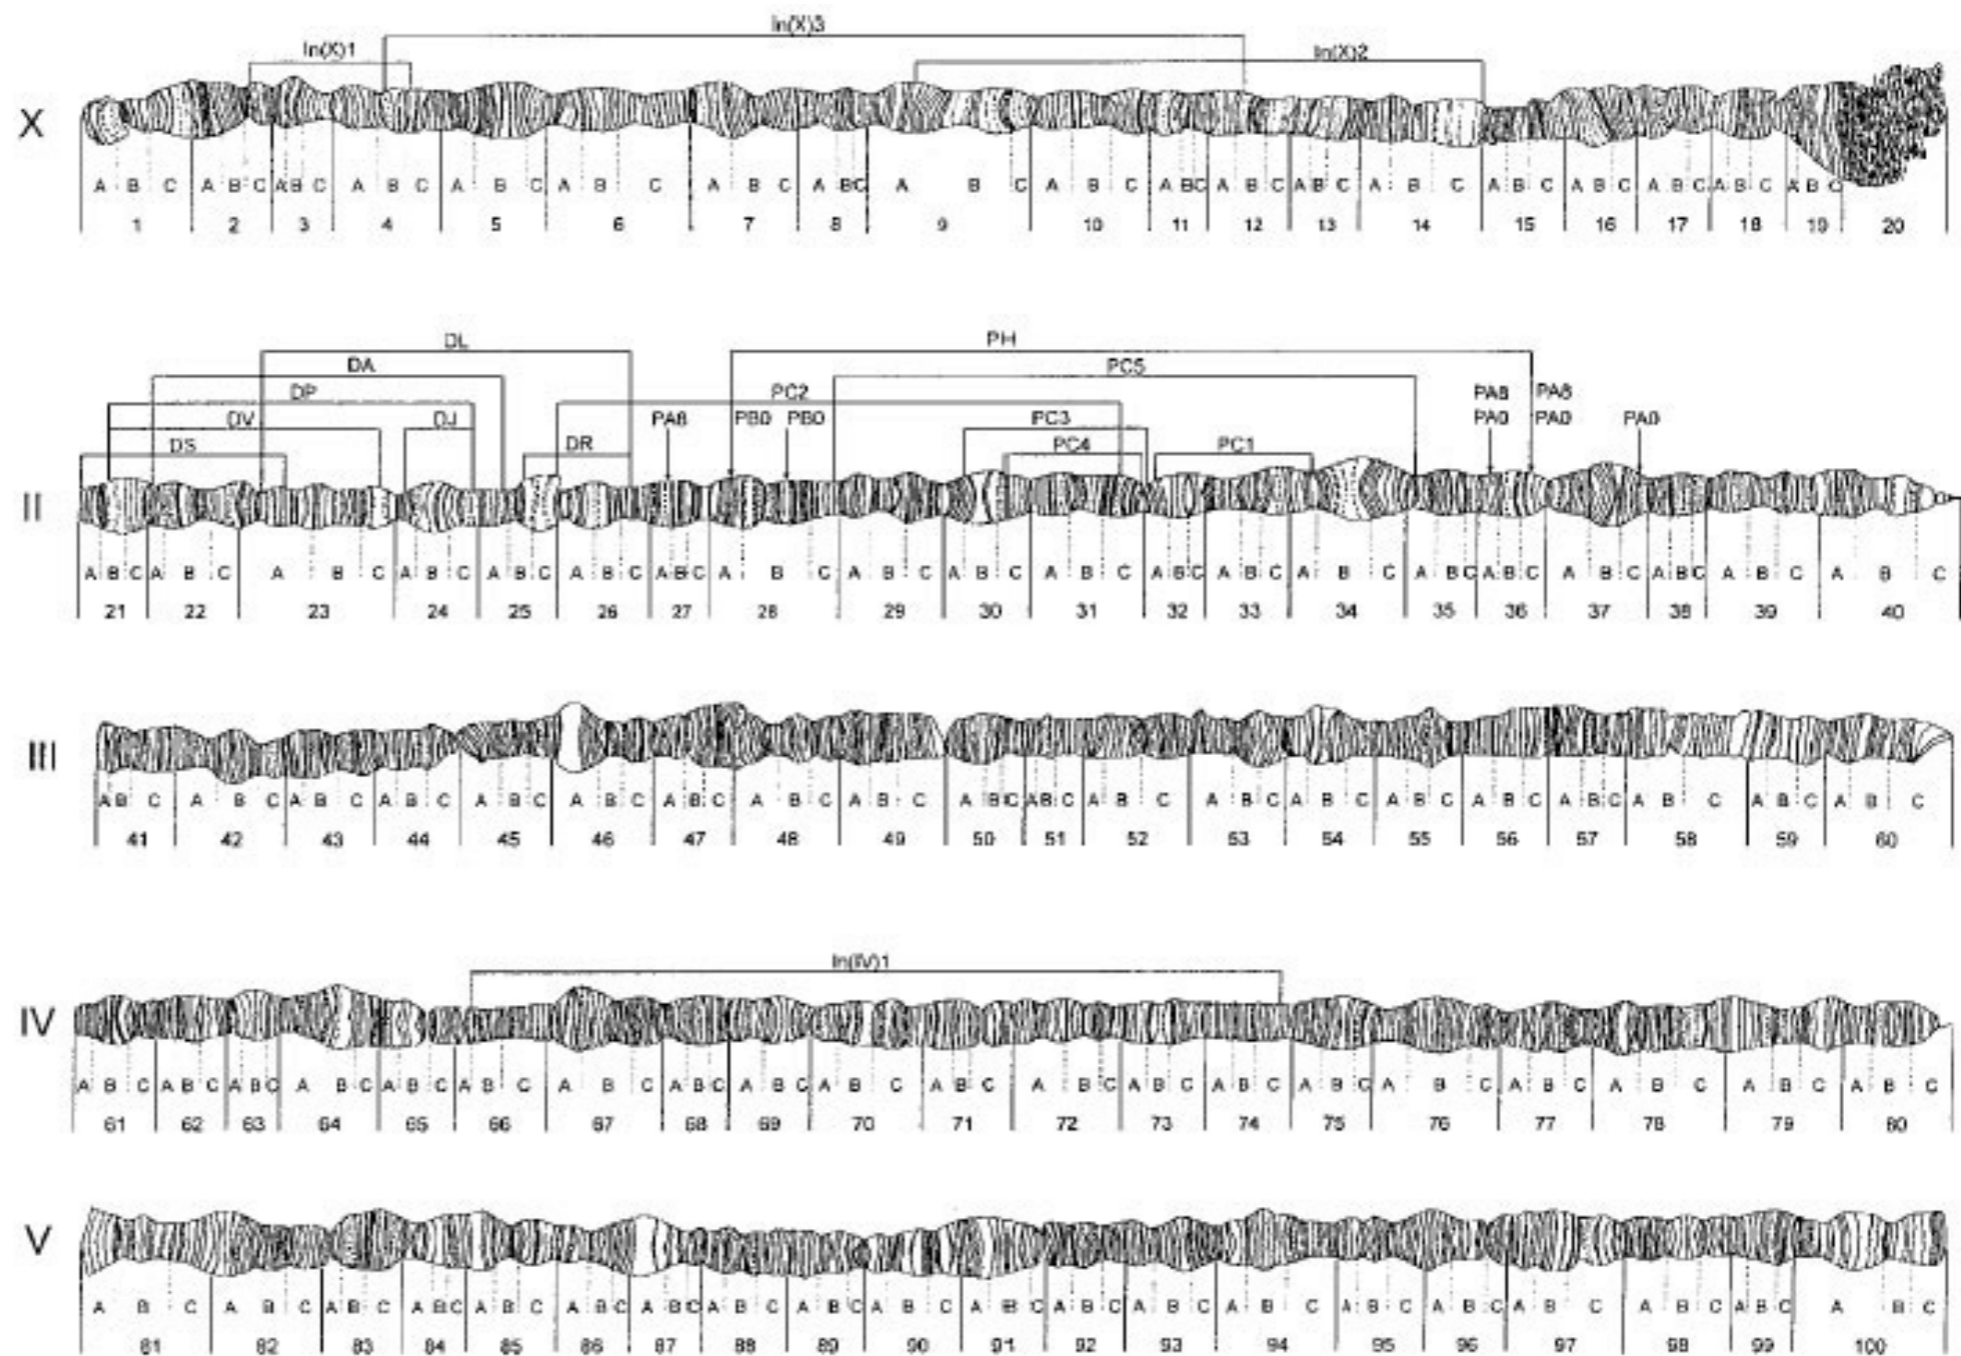 In(X)3
In(X)1 In(X)2
X
A B C A B C A B C A B C A B C A B C A B C A B C A B C A B C A B C A B C A B C A B C A B C A B C A B C A B C A B C
1 2 3 4 5 6 7 8 9 10 11 12 13 14 15 16 17 18 19 20
DL PH
DA PC5
DP PC2 PA8 PA8
DV DJ PA8 PB0 PB0 PC3 PA0 PA0 PA0
DS DR PC4 PC1
II
A B C A B C A B C A B C A B C A B C A B C A B C A B C A B C A B C A B C A B C A B C A B C A B C A B C A B C A B C A B C
21 22 23 24 25 26 27 28 29 30 31 32 33 34 35 36 37 38 39 40
III
A B C A B C A B C A B C A B C A B C A B C A B C A B C A B C A B C A B C A B C A B C A B C A B C A B C A B C A B C A B C
41 42 43 44 45 46 47 48 49 50 51 52 53 54 55 56 57 58 59 60
In(IV)1
IV
A B C A B C A B C A B C A B C A B C A B C A B C A B C A B C A B C A B C A B C A B C A B C A B C A B C A B C A B C A B C
61 62 63 64 65 66 67 68 69 70 71 72 73 74 75 76 77 78 79 80
V
A B C A B C A B C A B C A B C A B C A B C A B C A B C A B C A B C A B C A B C A B C A B C A B C A B C A B C A B C A B C
81 82 83 84 85 86 87 88 89 90 91 92 93 94 95 96 97 98 99 100